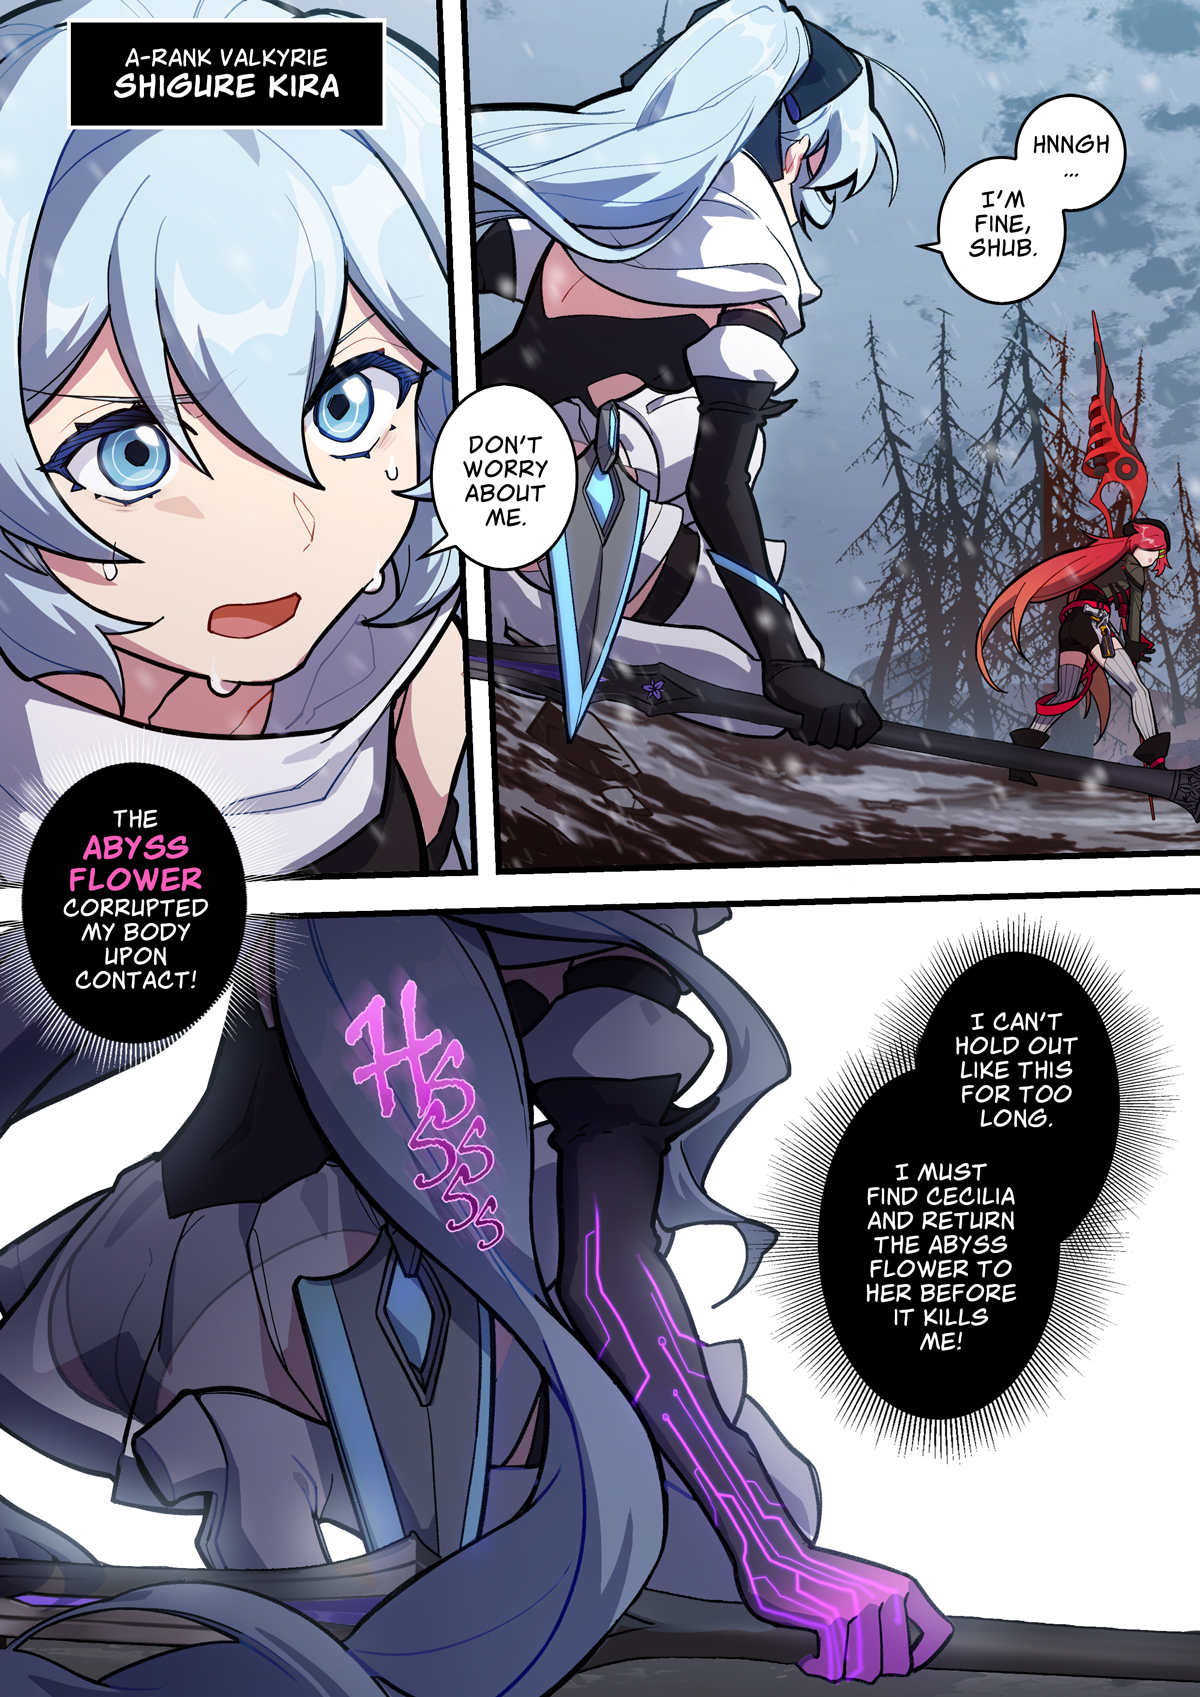 A-RANK VALKYRIE
SHIGURE KIRA
HNNGH
...
I'M
FINE,
SHUB.
DON'T
WORRY
ABOUT
ME.
THE
ABYSS
FLOWER
CORRUPTED
MY BODY
UPON
CONTACT!
HSSSSSS
I CAN'T
HOLD OUT
LIKE THIS
FOR TOO
LONG.
I MUST
FIND CECILIA
AND RETURN
THE ABYSS
FLOWER TO
HER BEFORE
IT KILLS
ME!